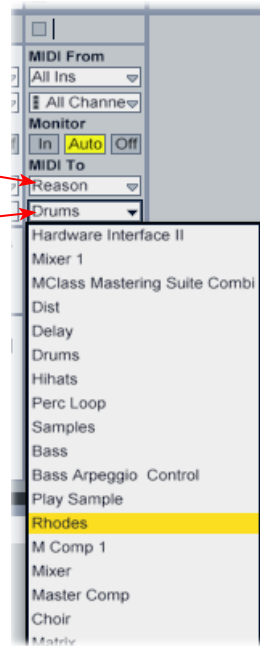 MIDI From
All Ins
All Channe
Monitor
In Auto Off
MIDI To
Reason
Drums
Hardware Interface II
Mixer 1
MClass Mastering Suite Combi
Dist
Delay
Drums
Hihats
Perc Loop
Samples
Bass
Bass Arpeggio Control
Play Sample
Rhodes
M Comp 1
Mixer
Master Comp
Choir
Matrix